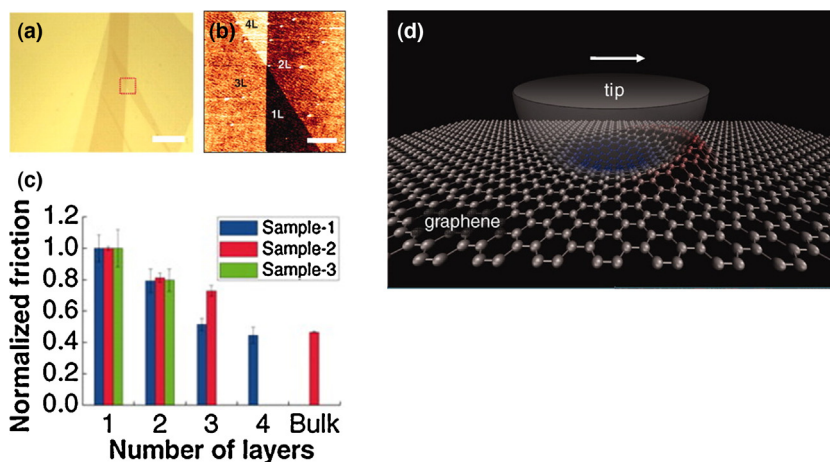 (a)
(b)
4L
3L
2L
1L
(c)
Normalized friction
1.2
1.0
0.8
0.6
0.4
0.2
0.0
Sample-1
Sample-2
Sample-3
1 2 3 4 Bulk
Number of layers
(d)
tip
graphene